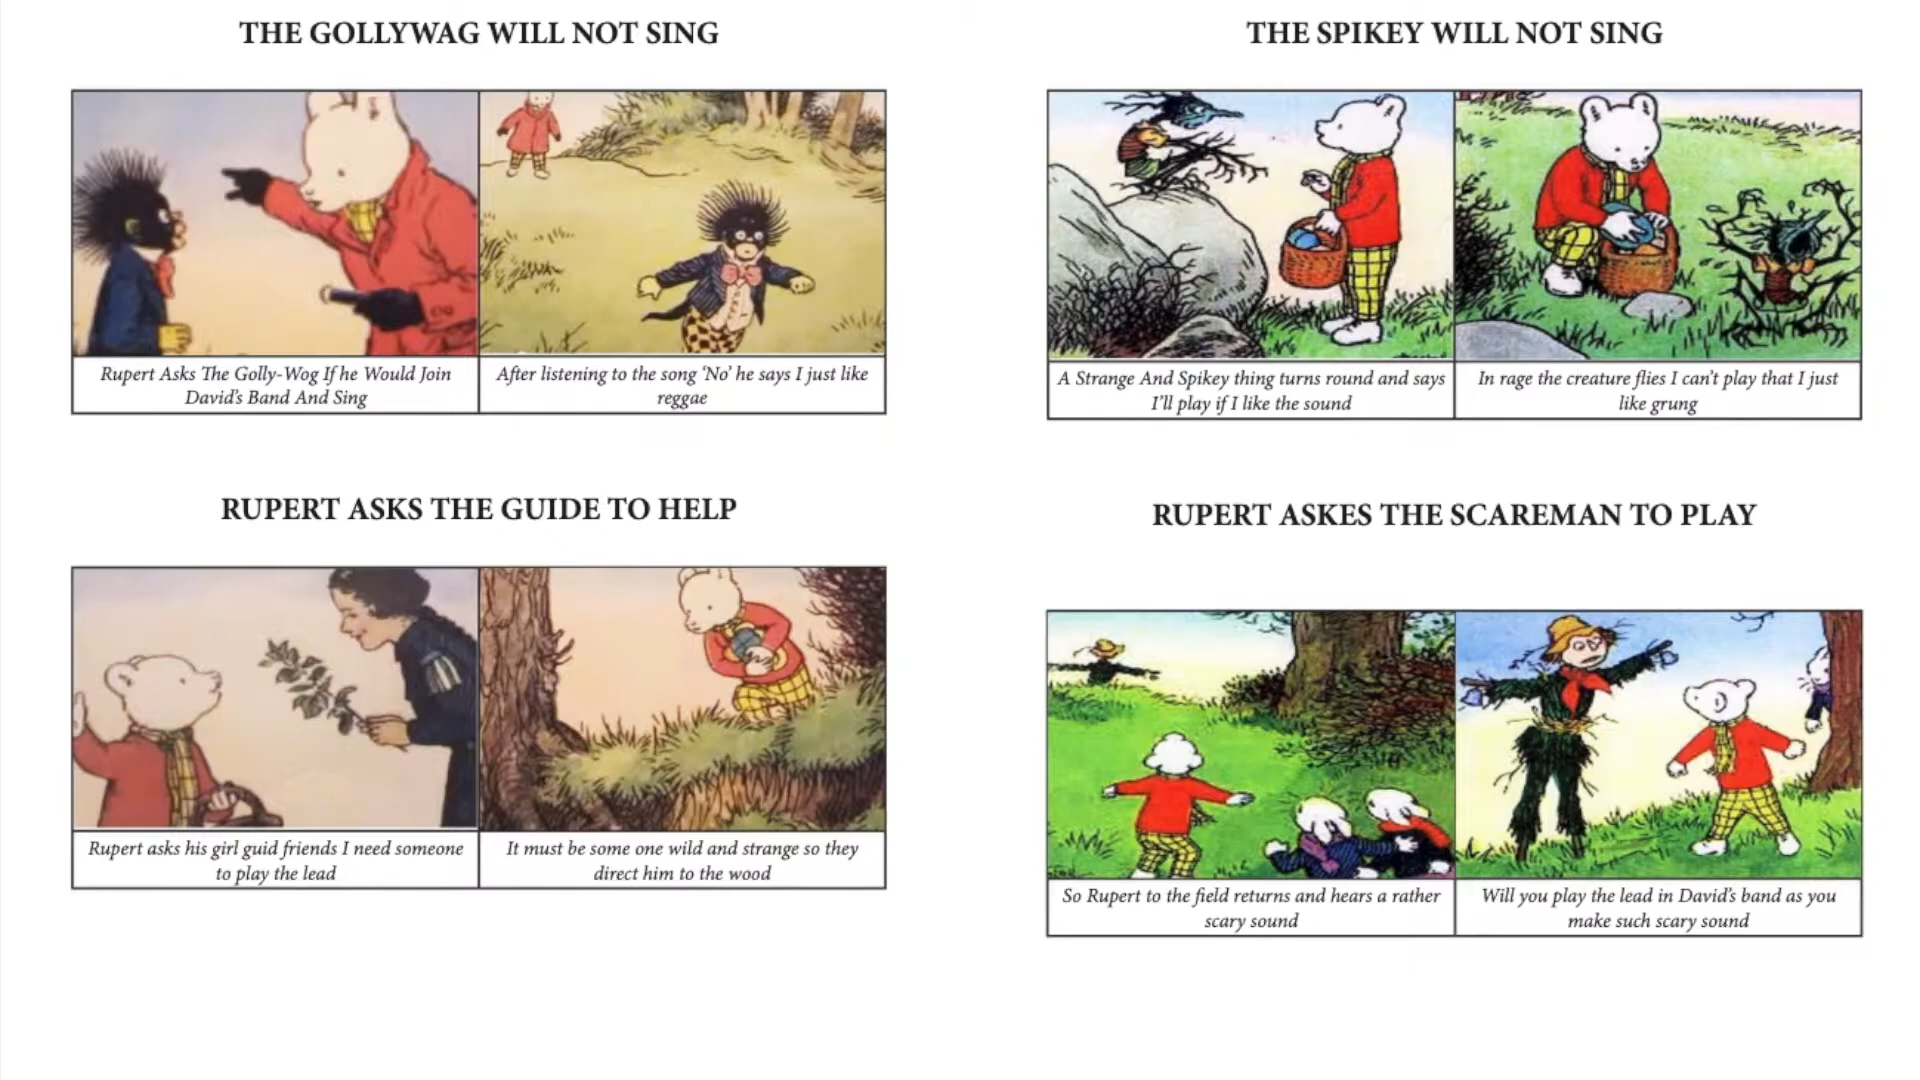 THE GOLLYWAG WILL NOT SING
Rupert Asks The Golly-Wog If he Would Join
David's Band And Sing
After listening to the song 'No' he says I just like
reggae
RUPERT ASKS THE GUIDE TO HELP
Rupert asks his girl guid friends I need someone
to play the lead
It must be some one wild and strange so they
direct him to the wood
THE SPIKEY WILL NOT SING
A Strange And Spikey thing turns round and says
I'll play if I like the sound
In rage the creature flies I can't play that I just
like grung
RUPERT ASKES THE SCAREMAN TO PLAY
So Rupert to the field returns and hears a rather
scary sound
Will you play the lead in David's band as you
make such scary sound